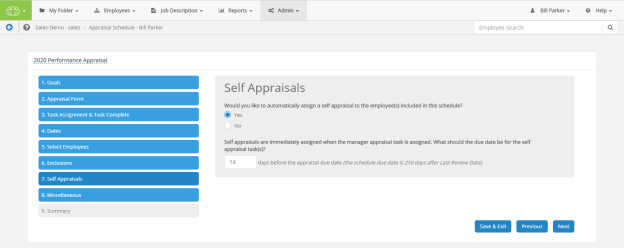 My Folder Employees Job Description Reports Admin Bill Parker Help
Sales-Demo - sales : Appraisal Schedule - Bill Parker Employee Search
2020 Performance Appraisal
1. Goals
2. Appraisal Form
3. Task Assignment & Task Complete
4. Dates
5. Select Employees
6. Exclusions
7. Self Appraisals
8. Miscellaneous
9. Summary
Self Appraisals
Would you like to automatically assign a self appraisal to the employee(s) included in this schedule?
Yes
No
Self appraisals are immediately assigned when the manager appraisal task is assigned. What should the due date be for the self
appraisal task(s)?
14 days before the appraisal due date (the schedule due date is 210 days after Last Review Date)
Save & Exit Previous Next